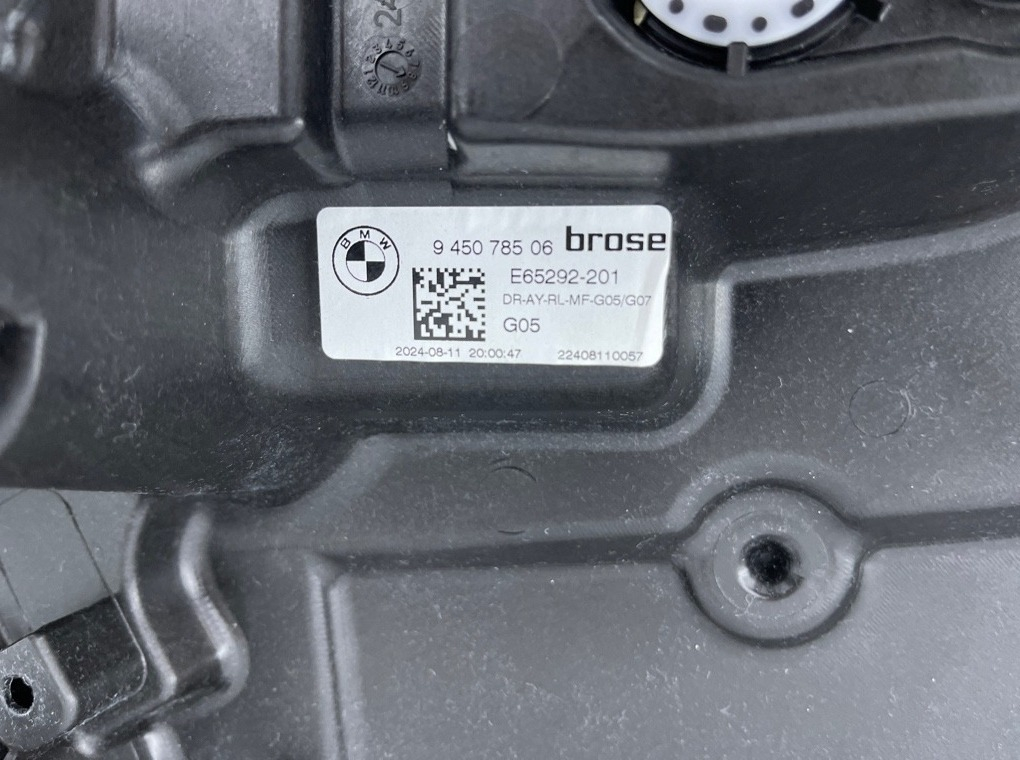 24
BMW
9 450 785 06 brose
E65292-201
DR-AY-RL-MF-G05/G07
G05
2024-08-11 20:00:47 22408110057